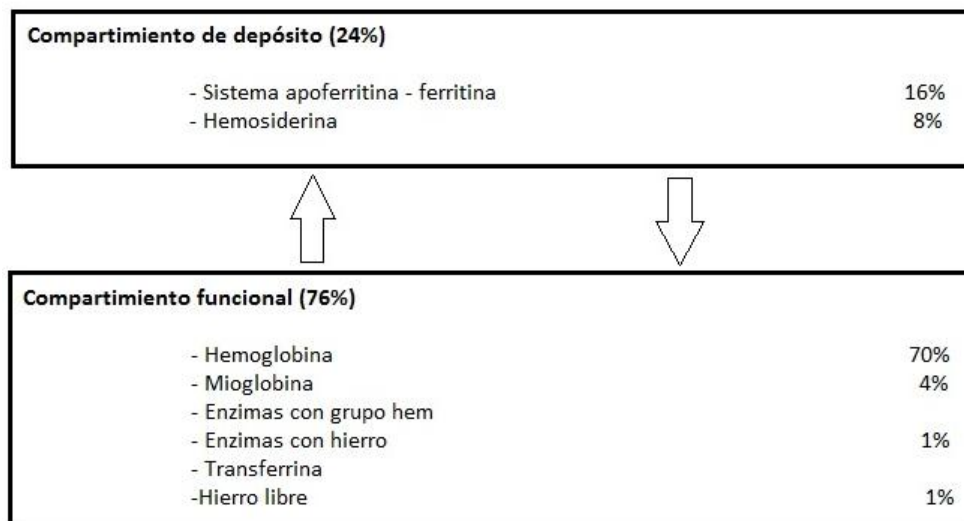 Compartimiento de depósito (24%)
- Sistema apoferritina - ferritina 16%
- Hemosiderina 8%
Compartimiento funcional (76%)
- Hemoglobina 70%
- Mioglobina 4%
- Enzimas con grupo hem
- Enzimas con hierro 1%
- Transferrina
-Hierro libre 1%